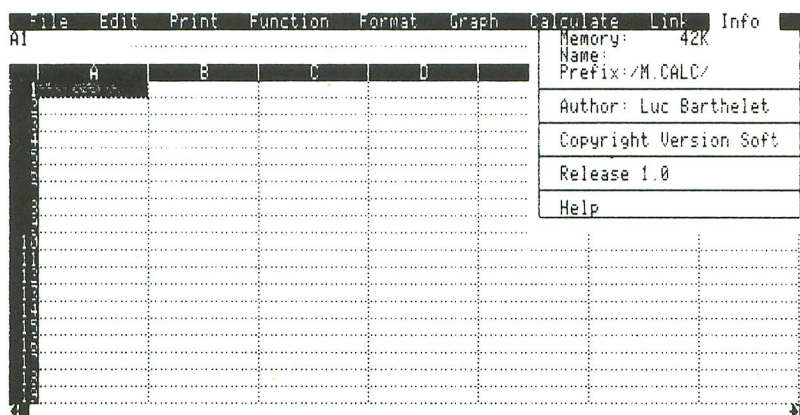 File Edit Print Function Format Graph Calculate Link Info
A1
Memory: 42K
Name:
Prefix:/M.CALC/
A B C D
Author: Luc Barthelet
Copyright Version Soft
Release 1.0
Help